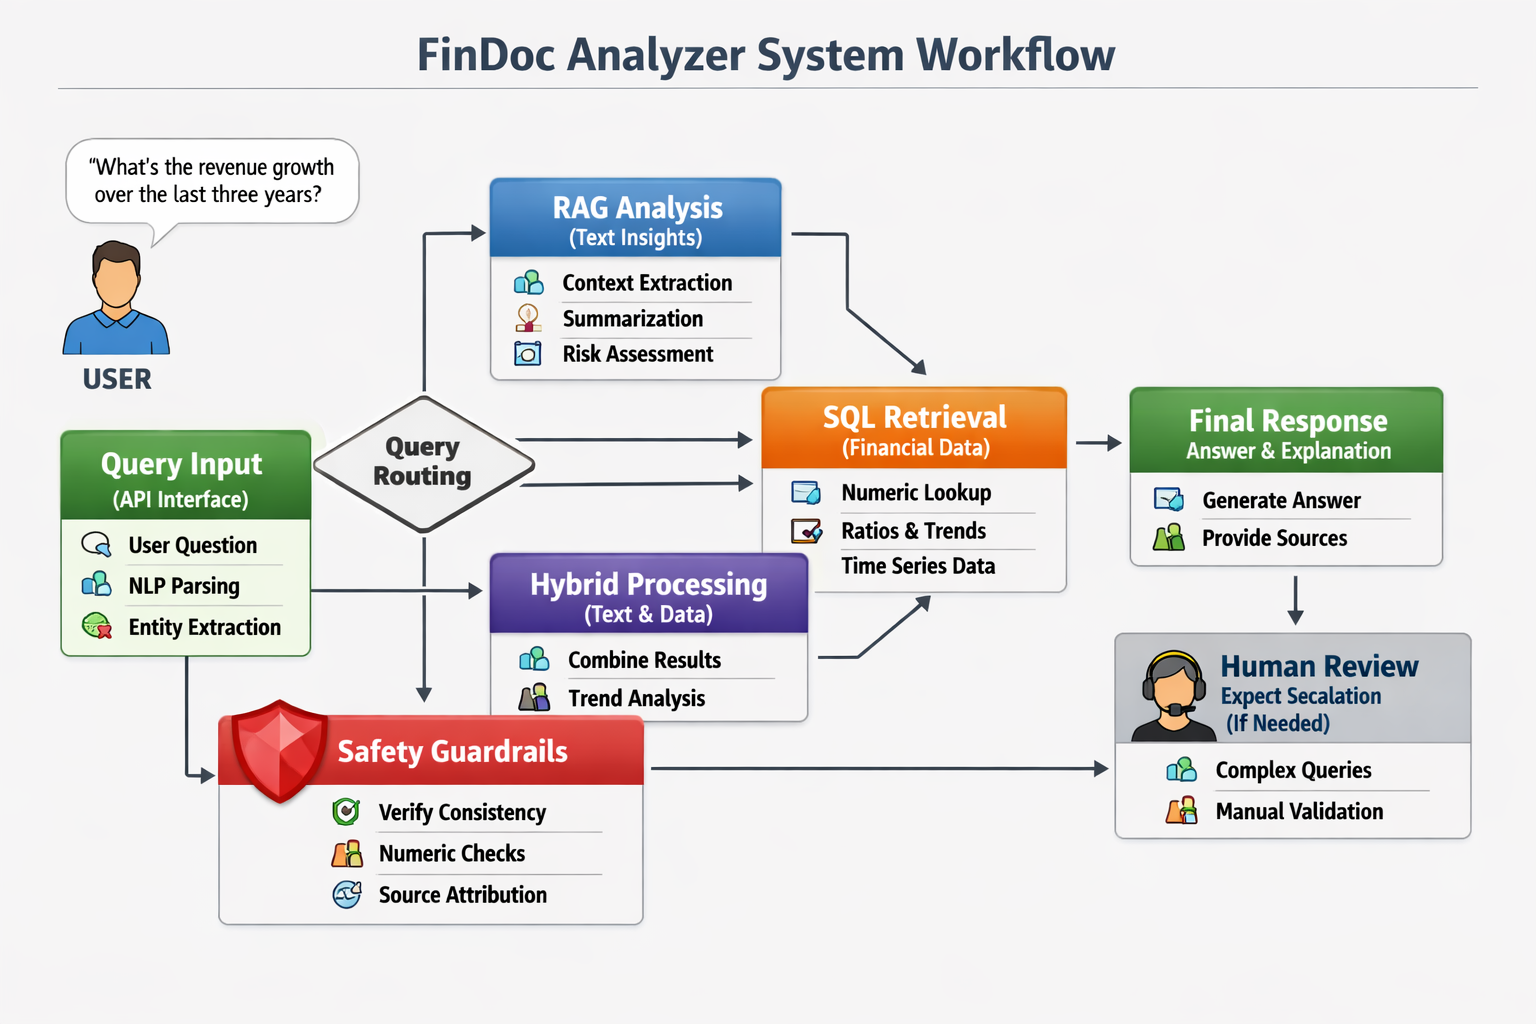 FinDoc Analyzer System Workflow
“What's the revenue growth
over the last three years?
USER
Query Input
(API Interface)
User Question
NLP Parsing
Entity Extraction
Query
Routing
RAG Analysis
(Text Insights)
Context Extraction
Summarization
Risk Assessment
SQL Retrieval
(Financial Data)
Numeric Lookup
Ratios & Trends
Time Series Data
Hybrid Processing
(Text & Data)
Combine Results
Trend Analysis
Safety Guardrails
Verify Consistency
Numeric Checks
Source Attribution
Final Response
Answer & Explanation
Generate Answer
Provide Sources
Human Review
Expect Secalation
(If Needed)
Complex Queries
Manual Validation